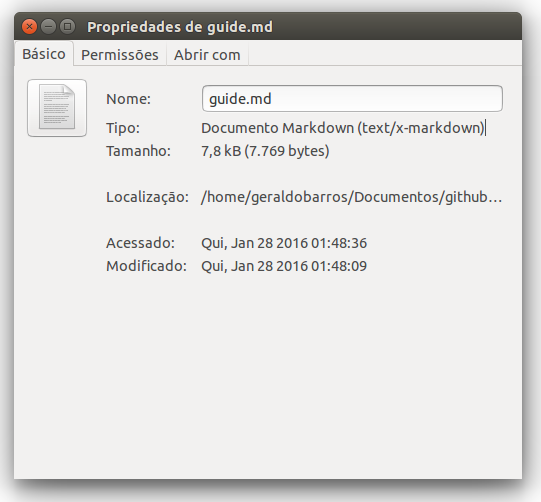 Propriedades de guide.md
Básico Permissões Abrir com
Nome: guide.md
Tipo: Documento Markdown (text/x-markdown)
Tamanho: 7,8 kB (7.769 bytes)
Localização: /home/geraldobarros/Documentos/github…
Acessado: Qui, Jan 28 2016 01:48:36
Modificado: Qui, Jan 28 2016 01:48:09